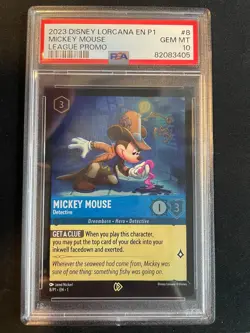 2023 DISNEY LORCANA EN P1 #8
MICKEY MOUSE GEM MT
LEAGUE PROMO 10
PSA 82083405
3
MICKEY MOUSE
Detective
1 3
Dreamborn • Hero • Detective
GET A CLUE When you play this character,
you may put the top card of your deck into your
inkwell facedown and exerted.
Whenever the seaweed had come from, Mickey was
sure of one thing: something fishy was going on.
8/P1 • EN • 1